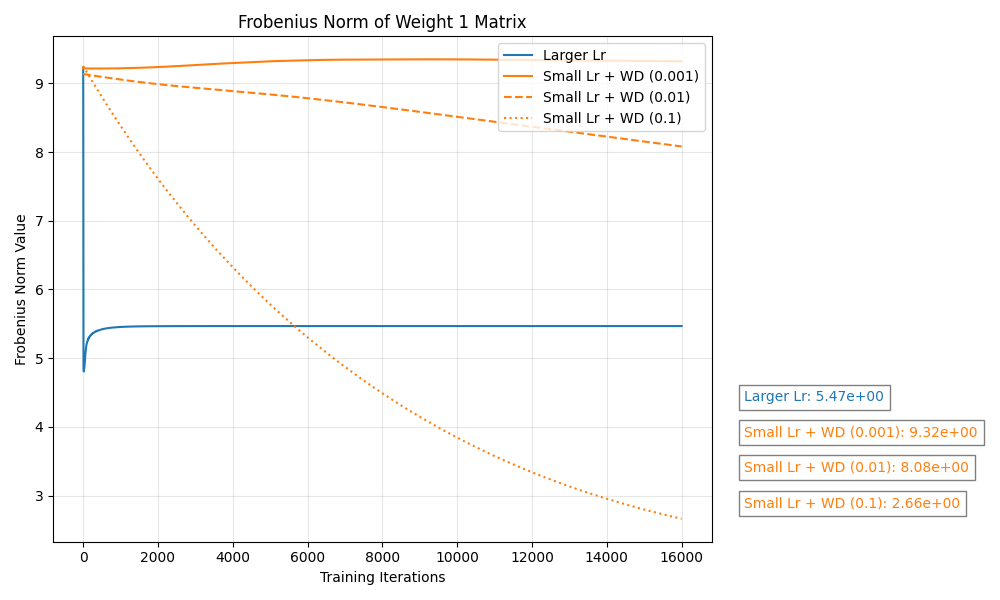 Frobenius Norm of Weight 1 Matrix
Frobenius Norm Value
9
8
7
6
5
4
3
Larger Lr
Small Lr + WD (0.001)
Small Lr + WD (0.01)
Small Lr + WD (0.1)
Larger Lr: 5.47e+00
Small Lr + WD (0.001): 9.32e+00
Small Lr + WD (0.01): 8.08e+00
Small Lr + WD (0.1): 2.66e+00
0 2000 4000 6000 8000 10000 12000 14000 16000
Training Iterations